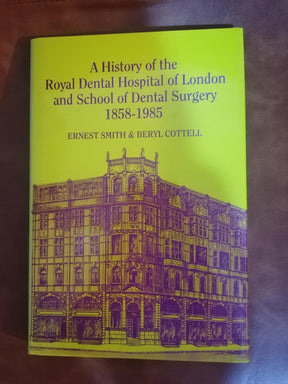 A History of the
Royal Dental Hospital of London
and School of Dental Surgery
1858-1985
ERNEST SMITH & BERYL COTTELL